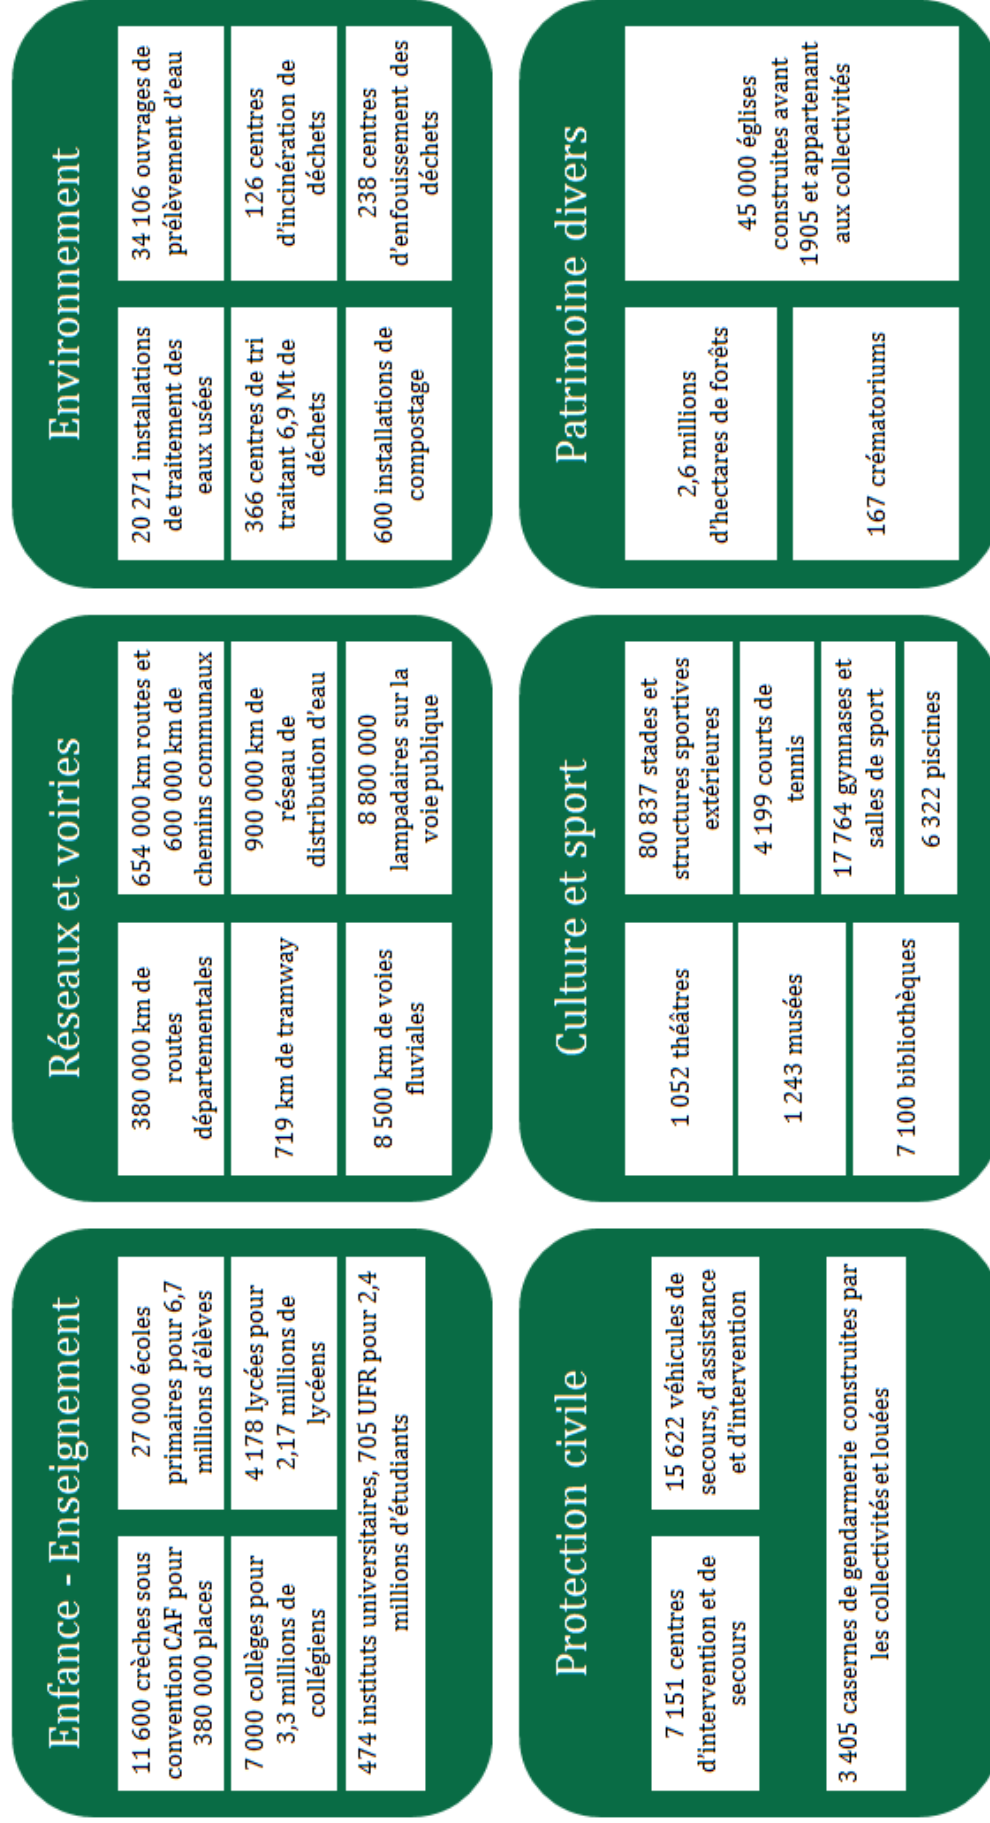 Enfance - Enseignement
11 600 crèches sous
convention CAF pour
380 000 places
27 000 écoles
primaires pour 6,7
millions d'élèves
7 000 collèges pour
3,3 millions de
collégiens
4 178 lycées pour
2,17 millions de
lycéens
474 instituts universitaires, 705 UFR pour 2,4
millions d'étudiants
Réseaux et voiries
380 000 km de
routes
départementales
654 000 km routes et
600 000 km de
chemins communaux
719 km de tramway
900 000 km de
réseau de
distribution d'eau
8 500 km de voies
fluviales
8 800 000
lampadaires sur la
voie publique
Environnement
20 271 installations
de traitement des
eaux usées
34 106 ouvrages de
prélèvement d'eau
366 centres de tri
traitant 6,9 Mt de
déchets
126 centres
d'incinération de
déchets
600 installations de
compostage
238 centres
d'enfouissement des
déchets
Protection civile
7 151 centres
d'intervention et de
secours
15 622 véhicules de
secours, d'assistance
et d'intervention
3 405 casernes de gendarmerie construites par
les collectivités et louées
Culture et sport
1 052 théâtres
1 243 musées
7 100 bibliothèques
80 837 stades et
structures sportives
extérieures
4 199 courts de
tennis
17 764 gymnases et
salles de sport
6 322 piscines
Patrimoine divers
2,6 millions
d'hectares de forêts
167 crématoriums
45 000 églises
construites avant
1905 et appartenant
aux collectivités